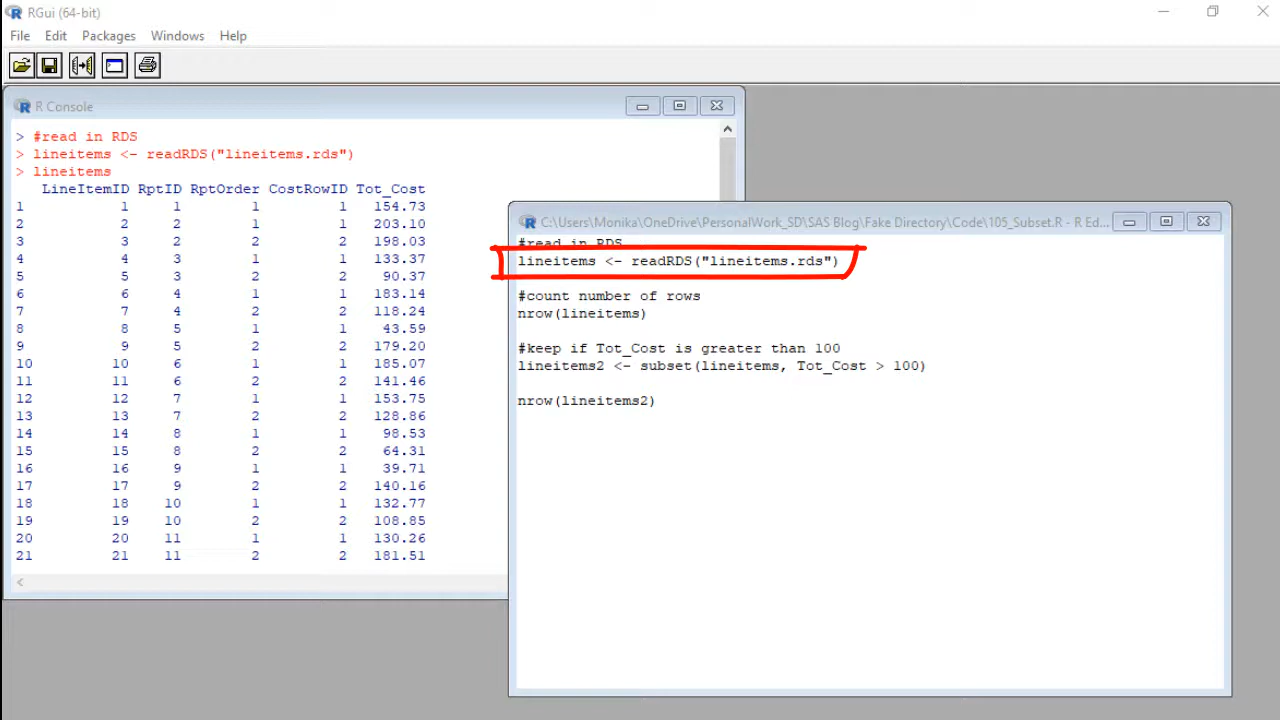 RGui (64-bit)
File Edit Packages Windows Help
R Console
> #read in RDS
> lineitems <- readRDS("lineitems.rds")
> lineitems
LineItemID RptID RptOrder CostRowID Tot_Cost
1 1 1 1 1 154.73
2 2 2 1 1 203.10
3 3 2 2 2 198.03
4 4 3 1 1 133.37
5 5 3 2 2 90.37
6 6 4 1 1 183.14
7 7 4 2 2 118.24
8 8 5 1 1 43.59
9 9 5 2 2 179.20
10 10 6 1 1 185.07
11 11 6 2 2 141.46
12 12 7 1 1 153.75
13 13 7 2 2 128.86
14 14 8 1 1 98.53
15 15 8 2 2 64.31
16 16 9 1 1 39.71
17 17 9 2 2 140.16
18 18 10 1 1 132.77
19 19 10 2 2 108.85
20 20 11 1 1 130.26
21 21 11 2 2 181.51
C:\Users\Monika\OneDrive\PersonalWork_SD\SAS Blog\Fake Directory\Code\105_Subset.R - R Ed...
#read in RDS
lineitems <- readRDS("lineitems.rds")
#count number of rows
nrow(lineitems)
#keep if Tot_Cost is greater than 100
lineitems2 <- subset(lineitems, Tot_Cost > 100)
nrow(lineitems2)